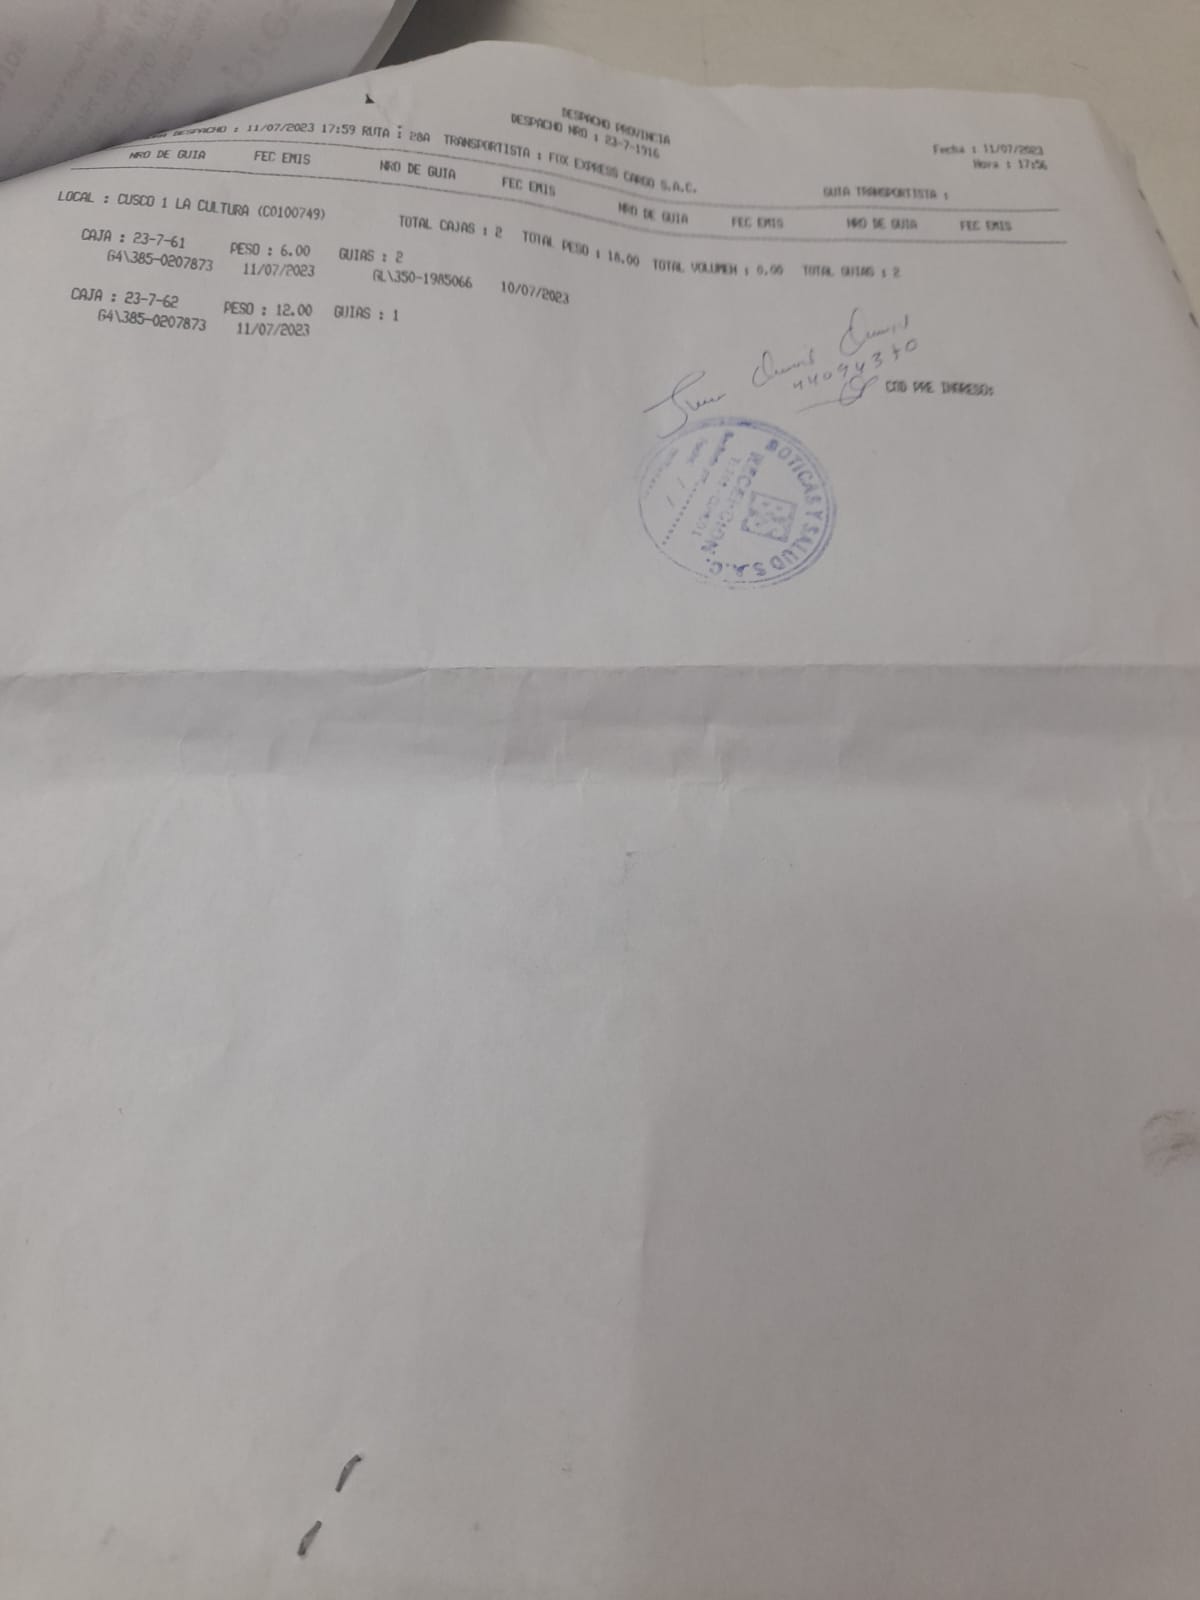 DESPACHO PROVINCIA
DESPACHO NRO : 23-7-1916
Fecha : 11/07/2023
Hora : 17:56
DESPACHO : 11/07/2023 17:59 RUTA : 28A TRANSPORTISTA : FOX EXPRESS CARGO S.A.C. GUIA TRANSPORTISTA :
NRO DE GUIA FEC EMIS NRO DE GUIA FEC EMIS NRO DE GUIA FEC EMIS NRO DE GUIA FEC EMIS
LOCAL : CUSCO 1 LA CULTURA (C0100749) TOTAL CAJAS : 2 TOTAL PESO : 18.00 TOTAL VOLUMEN : 0.00 TOTAL GUIAS : 2
CAJA : 23-7-61 PESO : 6.00 GUIAS : 2
G4\385-0207873 11/07/2023 GL\350-1985066 10/07/2023
CAJA : 23-7-62 PESO : 12.00 GUIAS : 1
G4\385-0207873 11/07/2023
44094370
COD PRE INGRESO:
BOTICAS Y SALUD S.A.C.
RECEPCION